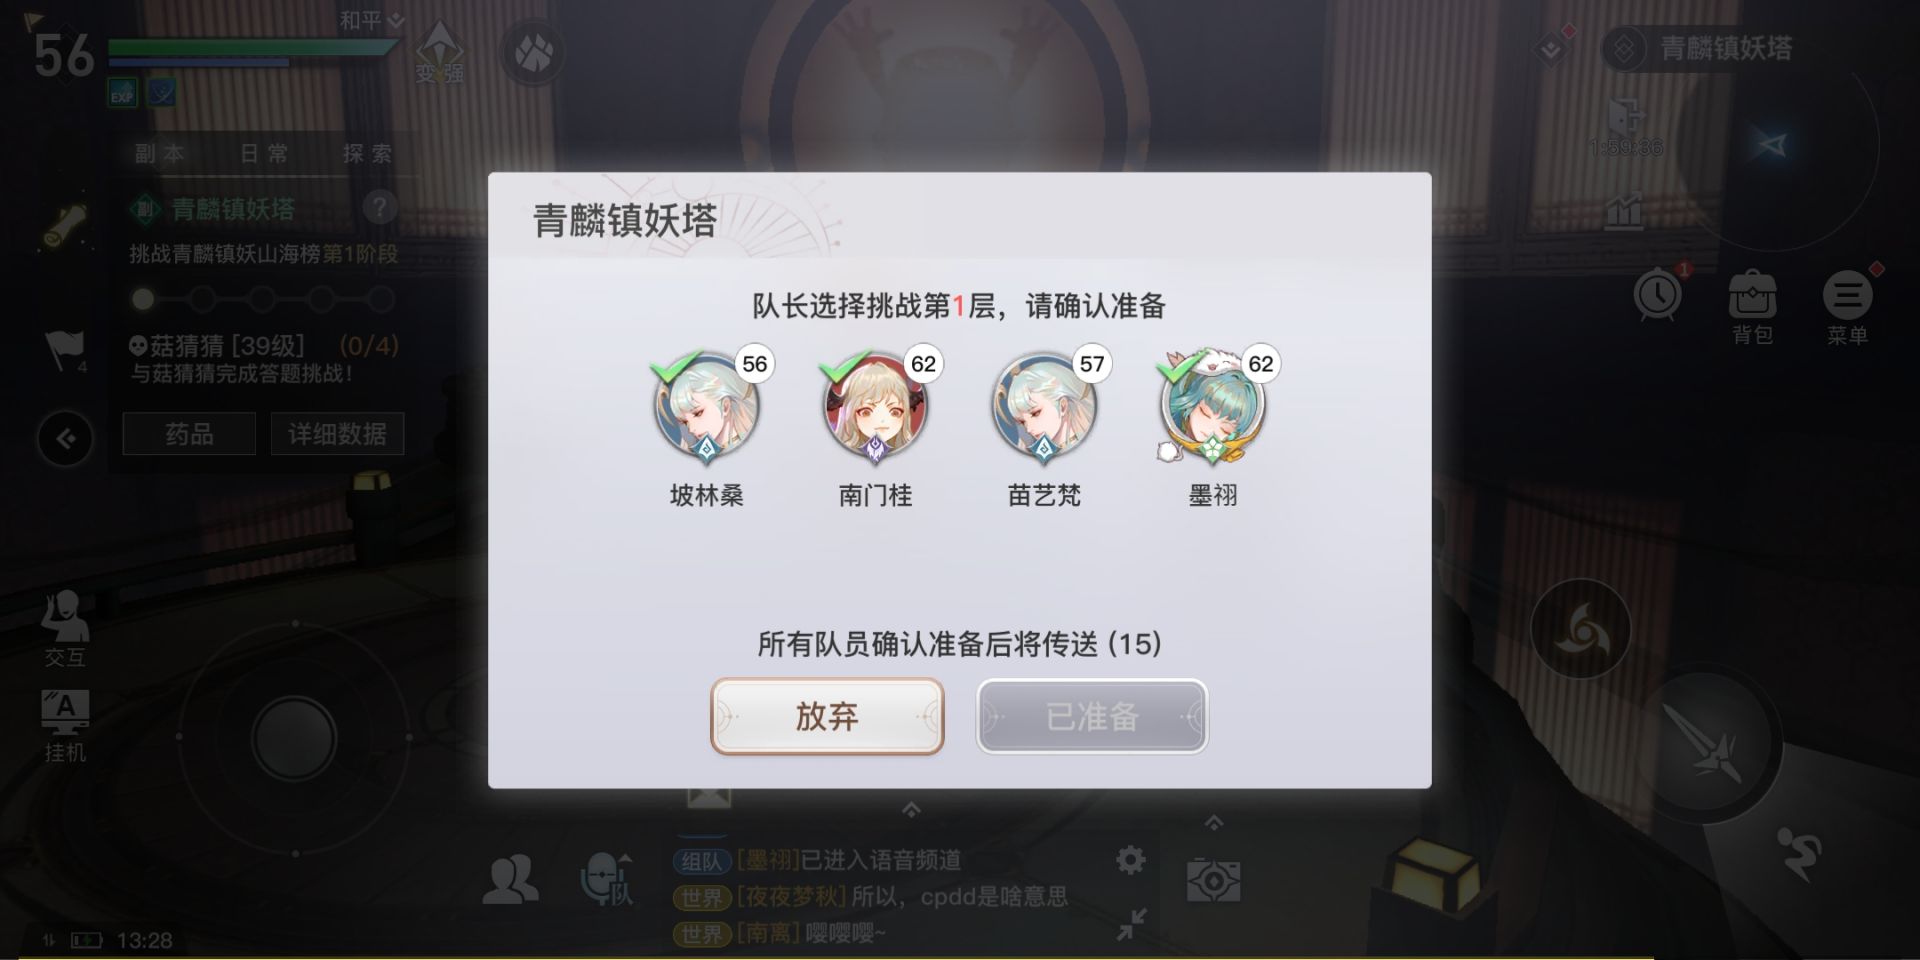 56
和平
变强
EXP
青麟镇妖塔
1:59:36
副本 日常 探索
副 青麟镇妖塔 ?
挑战青麟镇妖山海榜第1阶段
菇猜猜 [39级] (0/4)
与菇猜猜完成答题挑战!
药品 详细数据
4
1
背包
菜单
青麟镇妖塔
队长选择挑战第1层，请确认准备
56 62 57 62
坡林桑 南门桂 苗艺梵 墨祤
所有队员确认准备后将传送 (15)
放弃 已准备
交互
A
挂机
队
组队 [墨祤]已进入语音频道
世界 [夜夜梦秋]所以，cpdd是啥意思
世界 [南离]嘤嘤嘤~
13:28